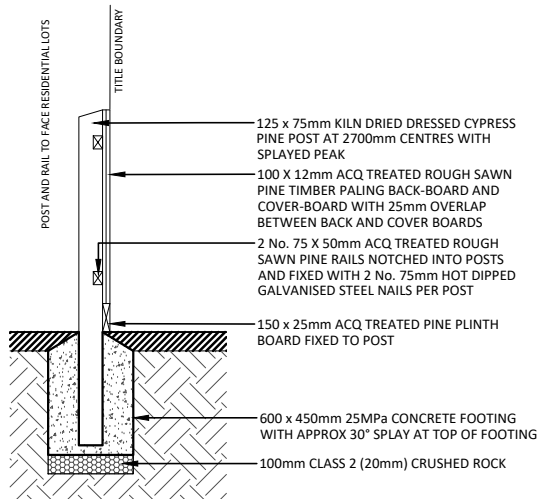 POST AND RAIL TO FACE RESIDENTIAL LOTS
TITLE BOUNDARY
125 x 75mm KILN DRIED DRESSED CYPRESS
PINE POST AT 2700mm CENTRES WITH
SPLAYED PEAK
100 X 12mm ACQ TREATED ROUGH SAWN
PINE TIMBER PALING BACK-BOARD AND
COVER-BOARD WITH 25mm OVERLAP
BETWEEN BACK AND COVER BOARDS
2 No. 75 X 50mm ACQ TREATED ROUGH
SAWN PINE RAILS NOTCHED INTO POSTS
AND FIXED WITH 2 No. 75mm HOT DIPPED
GALVANISED STEEL NAILS PER POST
150 x 25mm ACQ TREATED PINE PLINTH
BOARD FIXED TO POST
600 x 450mm 25MPa CONCRETE FOOTING
WITH APPROX 30° SPLAY AT TOP OF FOOTING
100mm CLASS 2 (20mm) CRUSHED ROCK